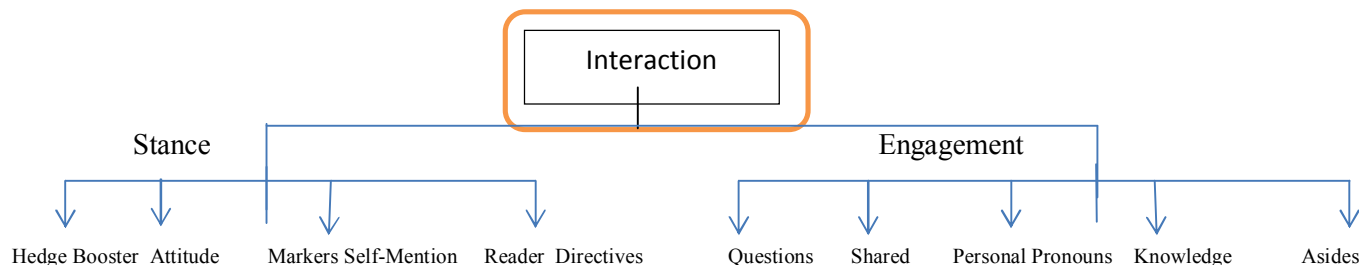 Interaction
Stance Engagement
Hedge Booster Attitude Markers Self-Mention Reader Directives Questions Shared Personal Pronouns Knowledge Asides